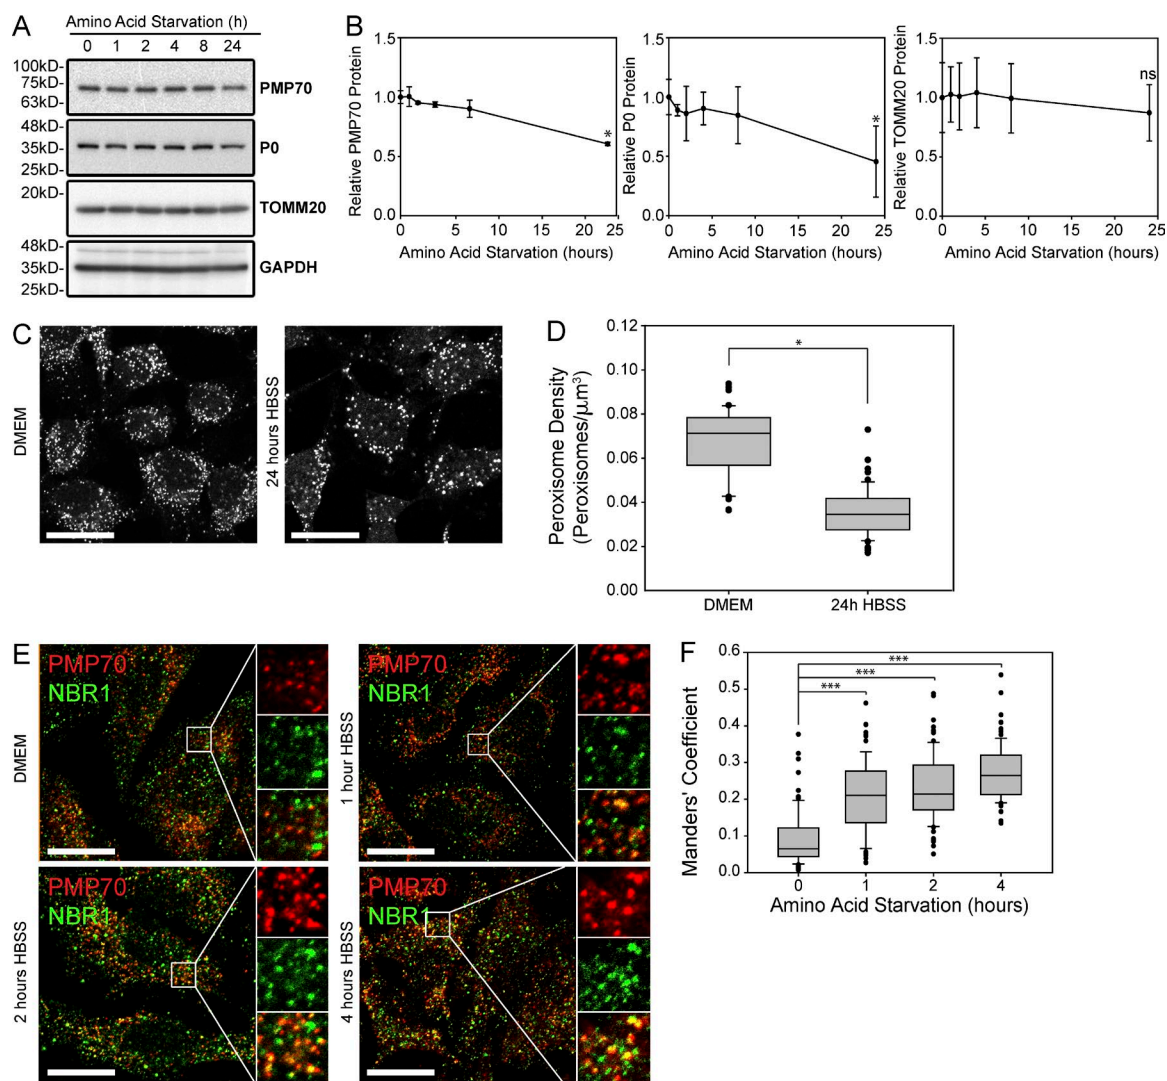 A
Amino Acid Starvation (h)
0 1 2 4 8 24
100kD-
75kD-
63kD-
PMP70
48kD-
35kD-
25kD-
P0
20kD-
TOMM20
48kD-
35kD-
25kD-
GAPDH
B
Relative PMP70 Protein
1.5
1.0
0.5
0.0
*
0 5 10 15 20 25
Amino Acid Starvation (hours)
Relative P0 Protein
1.5
1.0
0.5
0.0
*
0 5 10 15 20 25
Amino Acid Starvation (hours)
Relative TOMM20 Protein
1.5
1.0
0.5
0.0
ns
0 5 10 15 20 25
Amino Acid Starvation (hours)
C
DMEM
24 hours HBSS
D
Peroxisome Density
(Peroxisomes/μm³)
0.12
0.10
0.08
0.06
0.04
0.02
0.00
*
DMEM 24h HBSS
E
DMEM
PMP70
NBR1
1 hour HBSS
PMP70
NBR1
2 hours HBSS
PMP70
NBR1
4 hours HBSS
PMP70
NBR1
F
Manders' Coefficient
0.6
0.5
0.4
0.3
0.2
0.1
0.0
***
***
***
0 1 2 4
Amino Acid Starvation (hours)